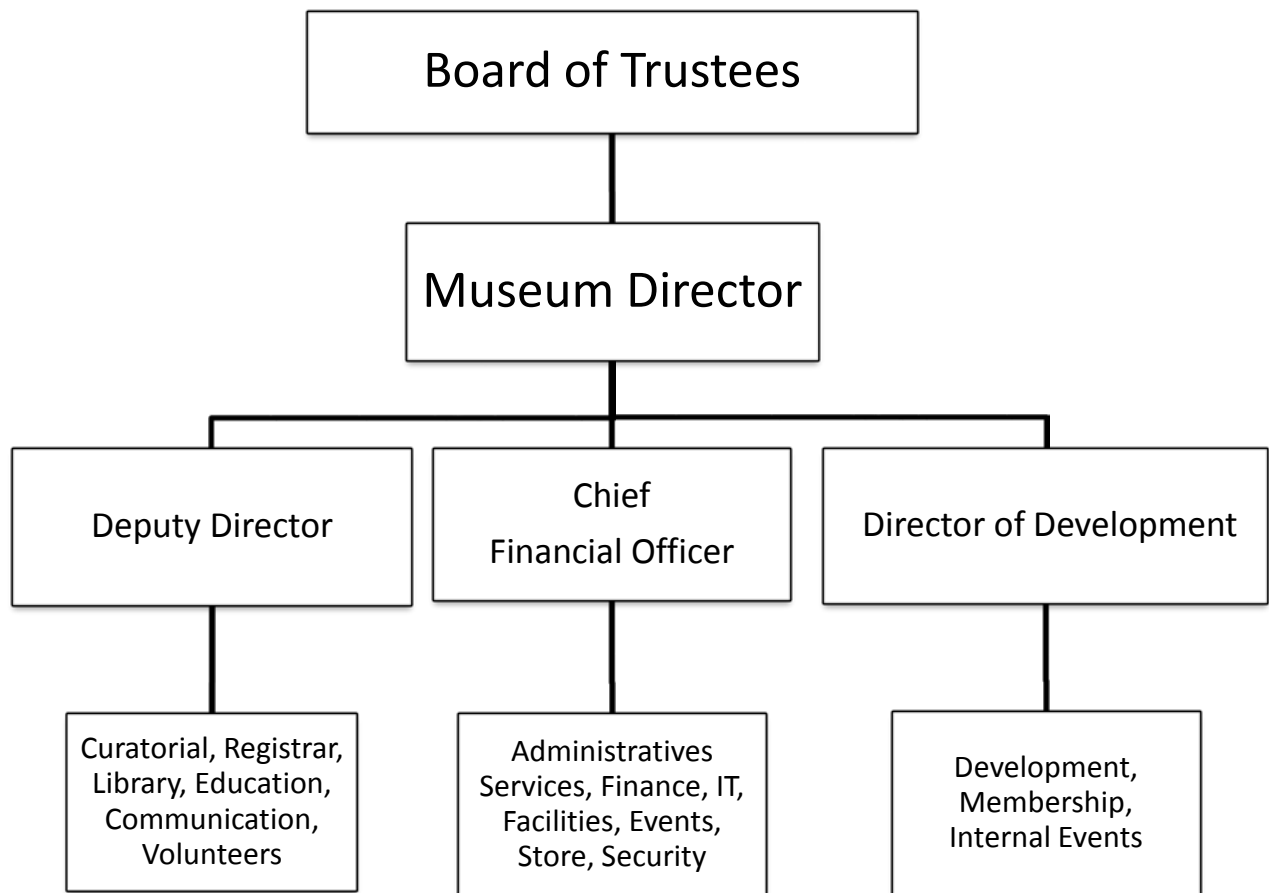 Board of Trustees
Museum Director
Deputy Director
Chief
Financial Officer
Director of Development
Curatorial, Registrar,
Library, Education,
Communication,
Volunteers
Administratives
Services, Finance, IT,
Facilities, Events,
Store, Security
Development,
Membership,
Internal Events